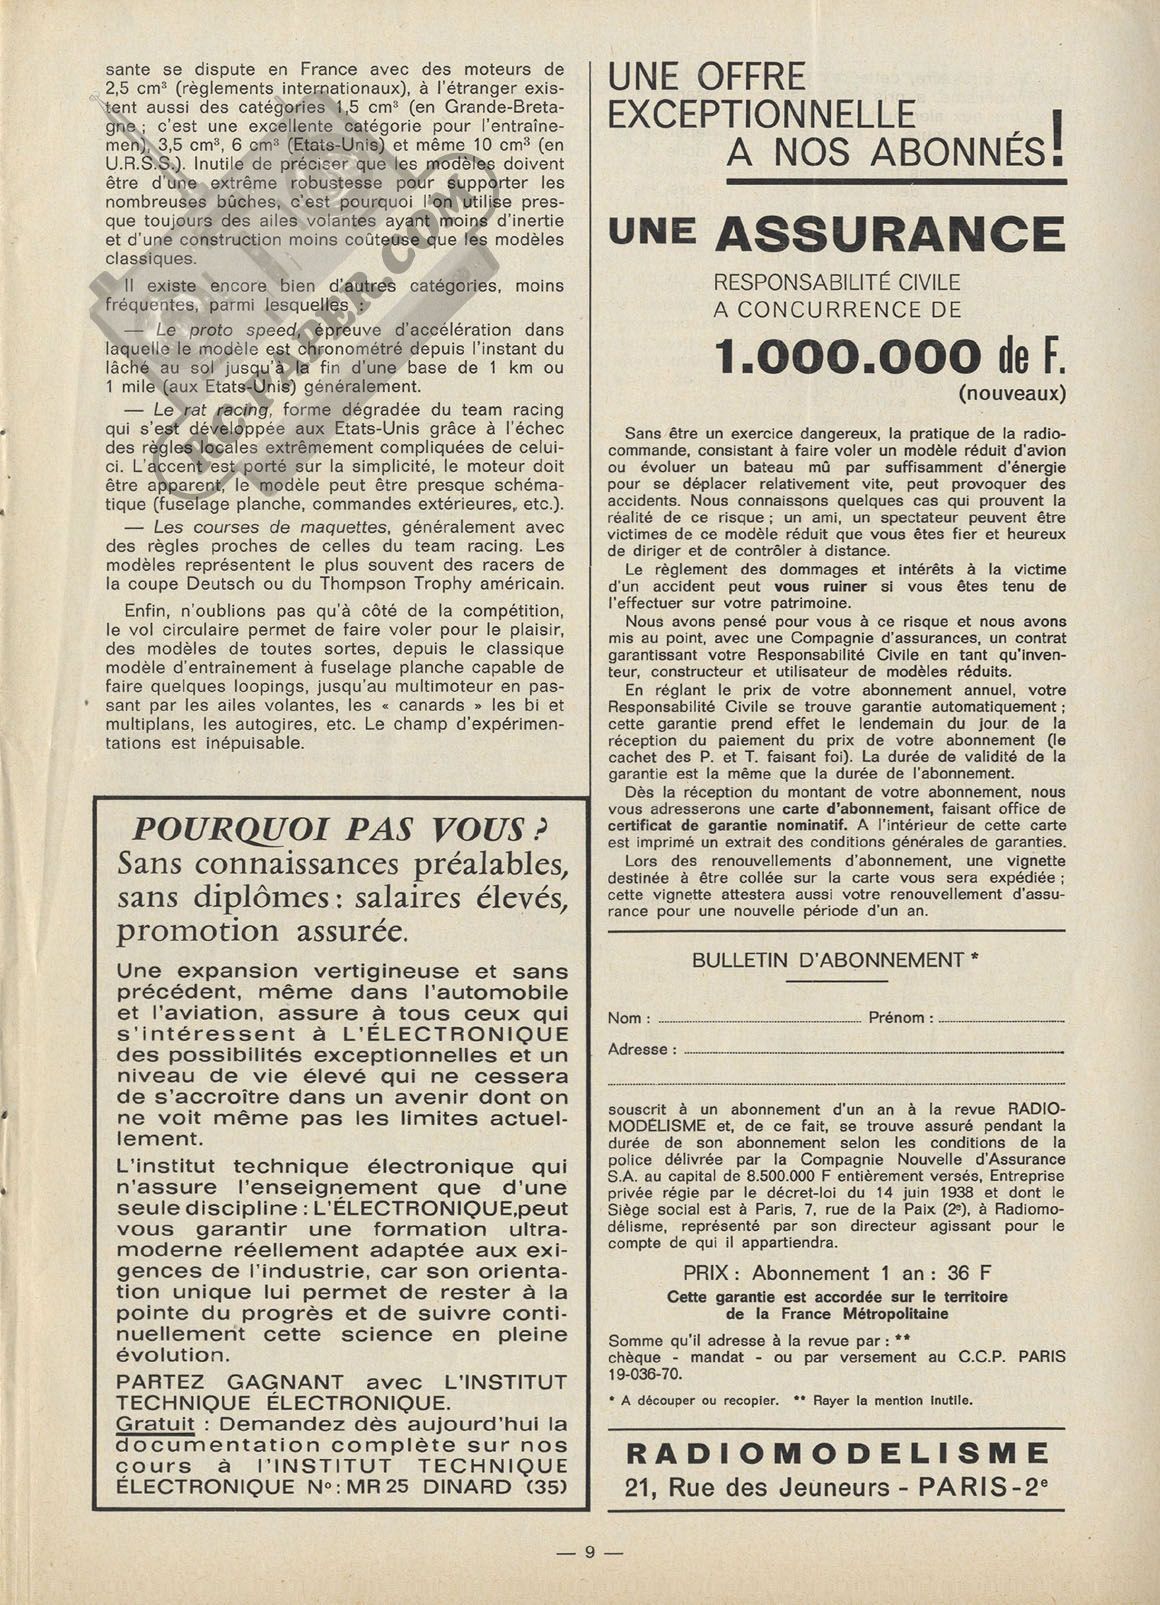 sante se dispute en France avec des moteurs de
2,5 cm³ (règlements internationaux), à l'étranger exis-
tent aussi des catégories 1,5 cm³ (en Grande-Breta-
gne ; c'est une excellente catégorie pour l'entraîne-
men), 3,5 cm³, 6 cm³ (Etats-Unis) et même 10 cm³ (en
U.R.S.S.). Inutile de préciser que les modèles doivent
être d'une extrême robustesse pour supporter les
nombreuses bûches, c'est pourquoi l'on utilise pres-
que toujours des ailes volantes ayant moins d'inertie
et d'une construction moins coûteuse que les modèles
classiques.
Il existe encore bien d'autres catégories, moins
fréquentes, parmi lesquelles :
— Le proto speed, épreuve d'accélération dans
laquelle le modèle est chronométré depuis l'instant du
lâché au sol jusqu'à la fin d'une base de 1 km ou
1 mile (aux Etats-Unis) généralement.
— Le rat racing, forme dégradée du team racing
qui s'est développée aux Etats-Unis grâce à l'échec
des règles locales extrêmement compliquées de celui-
ci. L'accent est porté sur la simplicité, le moteur doit
être apparent, le modèle peut être presque schéma-
tique (fuselage planche, commandes extérieures, etc.).
— Les courses de maquettes, généralement avec
des règles proches de celles du team racing. Les
modèles représentent le plus souvent des racers de
la coupe Deutsch ou du Thompson Trophy américain.
Enfin, n'oublions pas qu'à côté de la compétition,
le vol circulaire permet de faire voler pour le plaisir,
des modèles de toutes sortes, depuis le classique
modèle d'entraînement à fuselage planche capable de
faire quelques loopings, jusqu'au multimoteur en pas-
sant par les ailes volantes, les « canards » les bi et
multiplans, les autogires, etc. Le champ d'expérimen-
tations est inépuisable.
RC-PAPER.COM
POURQUOI PAS VOUS ?
Sans connaissances préalables,
sans diplômes : salaires élevés,
promotion assurée.
Une expansion vertigineuse et sans
précédent, même dans l'automobile
et l'aviation, assure à tous ceux qui
s'intéressent à L'ÉLECTRONIQUE
des possibilités exceptionnelles et un
niveau de vie élevé qui ne cessera
de s'accroître dans un avenir dont on
ne voit même pas les limites actuel-
lement.
L'institut technique électronique qui
n'assure l'enseignement que d'une
seule discipline : L'ÉLECTRONIQUE,peut
vous garantir une formation ultra-
moderne réellement adaptée aux exi-
gences de l'industrie, car son orienta-
tion unique lui permet de rester à la
pointe du progrès et de suivre conti-
nuellement cette science en pleine
évolution.
PARTEZ GAGNANT avec L'INSTITUT
TECHNIQUE ÉLECTRONIQUE.
Gratuit : Demandez dès aujourd'hui la
documentation complète sur nos
cours à l'INSTITUT TECHNIQUE
ÉLECTRONIQUE Nº : MR 25 DINARD (35)
UNE OFFRE
EXCEPTIONNELLE
A NOS ABONNÉS !
UNE ASSURANCE
RESPONSABILITÉ CIVILE
A CONCURRENCE DE
1.000.000 de F.
(nouveaux)
Sans être un exercice dangereux, la pratique de la radio-
commande, consistant à faire voler un modèle réduit d'avion
ou évoluer un bateau mû par suffisamment d'énergie
pour se déplacer relativement vite, peut provoquer des
accidents. Nous connaissons quelques cas qui prouvent la
réalité de ce risque ; un ami, un spectateur peuvent être
victimes de ce modèle réduit que vous êtes fier et heureux
de diriger et de contrôler à distance.
Le règlement des dommages et intérêts à la victime
d'un accident peut vous ruiner si vous êtes tenu de
l'effectuer sur votre patrimoine.
Nous avons pensé pour vous à ce risque et nous avons
mis au point, avec une Compagnie d'assurances, un contrat
garantissant votre Responsabilité Civile en tant qu'inven-
teur, constructeur et utilisateur de modèles réduits.
En réglant le prix de votre abonnement annuel, votre
Responsabilité Civile se trouve garantie automatiquement ;
cette garantie prend effet le lendemain du jour de la
réception du paiement du prix de votre abonnement (le
cachet des P. et T. faisant foi). La durée de validité de la
garantie est la même que la durée de l'abonnement.
Dès la réception du montant de votre abonnement, nous
vous adresserons une carte d'abonnement, faisant office de
certificat de garantie nominatif. A l'intérieur de cette carte
est imprimé un extrait des conditions générales de garanties.
Lors des renouvellements d'abonnement, une vignette
destinée à être collée sur la carte vous sera expédiée ;
cette vignette attestera aussi votre renouvellement d'assu-
rance pour une nouvelle période d'un an.
BULLETIN D'ABONNEMENT *
Nom : Prénom :
Adresse :
souscrit à un abonnement d'un an à la revue RADIO-
MODÉLISME et, de ce fait, se trouve assuré pendant la
durée de son abonnement selon les conditions de la
police délivrée par la Compagnie Nouvelle d'Assurance
S.A. au capital de 8.500.000 F entièrement versés, Entreprise
privée régie par le décret-loi du 14 juin 1938 et dont le
Siège social est à Paris, 7, rue de la Paix (2e), à Radiomo-
délisme, représenté par son directeur agissant pour le
compte de qui il appartiendra.
PRIX : Abonnement 1 an : 36 F
Cette garantie est accordée sur le territoire
de la France Métropolitaine
Somme qu'il adresse à la revue par : **
chèque - mandat - ou par versement au C.C.P. PARIS
19-036-70.
* A découper ou recopier. ** Rayer la mention inutile.
RADIOMODELISME
21, Rue des Jeuneurs - PARIS-2e
— 9 —